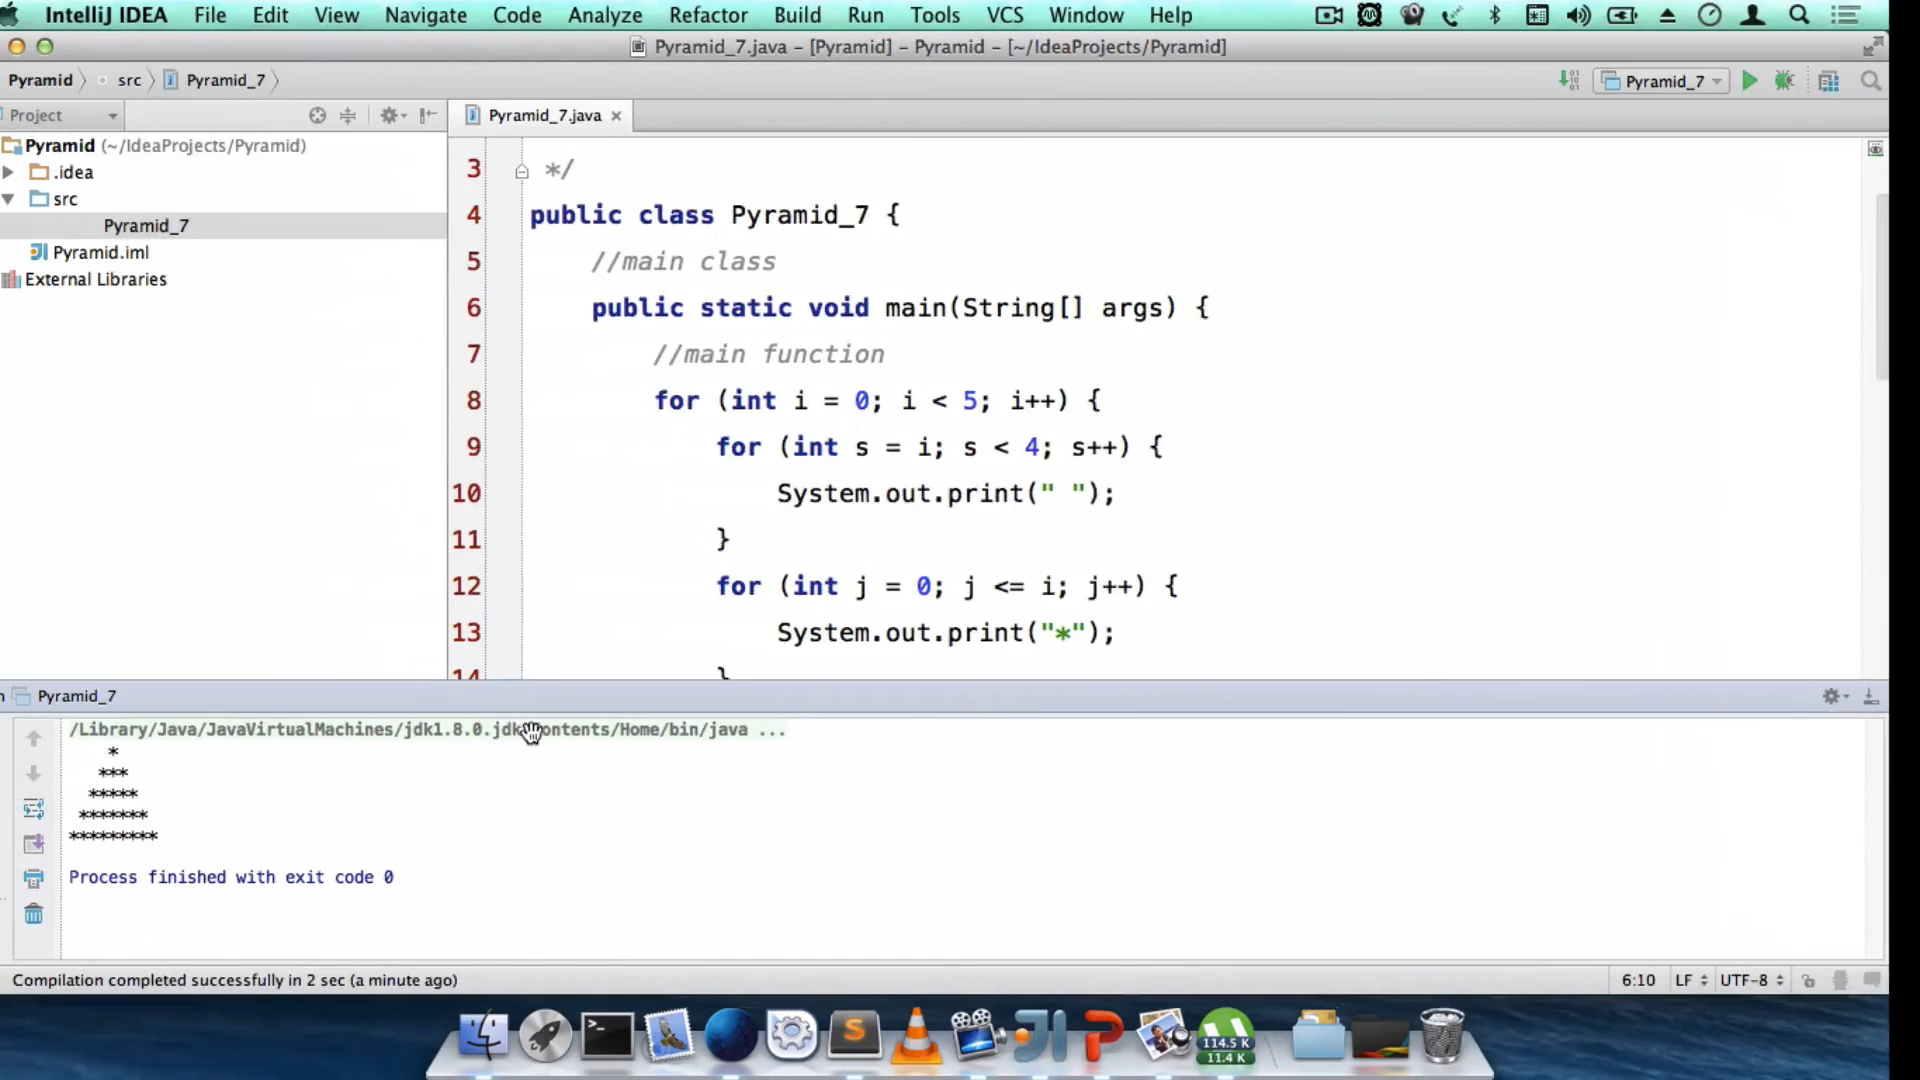 IntelliJ IDEA File Edit View Navigate Code Analyze Refactor Build Run Tools VCS Window Help
Pyramid_7.java – [Pyramid] – Pyramid – [~/IdeaProjects/Pyramid]
Pyramid src Pyramid_7 Pyramid_7
Project Pyramid_7.java
Pyramid (~/IdeaProjects/Pyramid)
.idea
src
Pyramid_7
Pyramid.iml
External Libraries
3 */
4 public class Pyramid_7 {
5 //main class
6 public static void main(String[] args) {
7 //main function
8 for (int i = 0; i < 5; i++) {
9 for (int s = i; s < 4; s++) {
10 System.out.print(" ");
11 }
12 for (int j = 0; j <= i; j++) {
13 System.out.print("*");
14 }
Pyramid_7
/Library/Java/JavaVirtualMachines/jdk1.8.0.jdk/Contents/Home/bin/java ...
*
***
*****
*******
*********
Process finished with exit code 0
Compilation completed successfully in 2 sec (a minute ago) 6:10 LF UTF-8
114.5 K
11.4 K